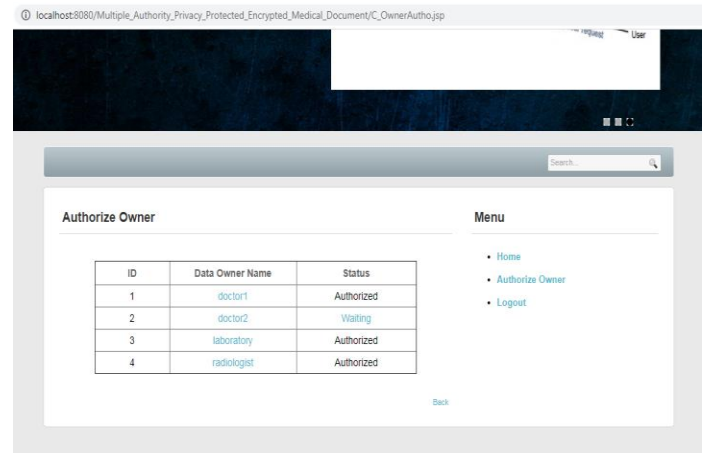 localhost:8080/Multiple_Authority_Privacy_Protected_Encrypted_Medical_Document/C_OwnerAutho.jsp
request User
Search...
Authorize Owner
ID Data Owner Name Status
1 doctor1 Authorized
2 doctor2 Waiting
3 laboratory Authorized
4 radiologist Authorized
Back
Menu
Home
Authorize Owner
Logout